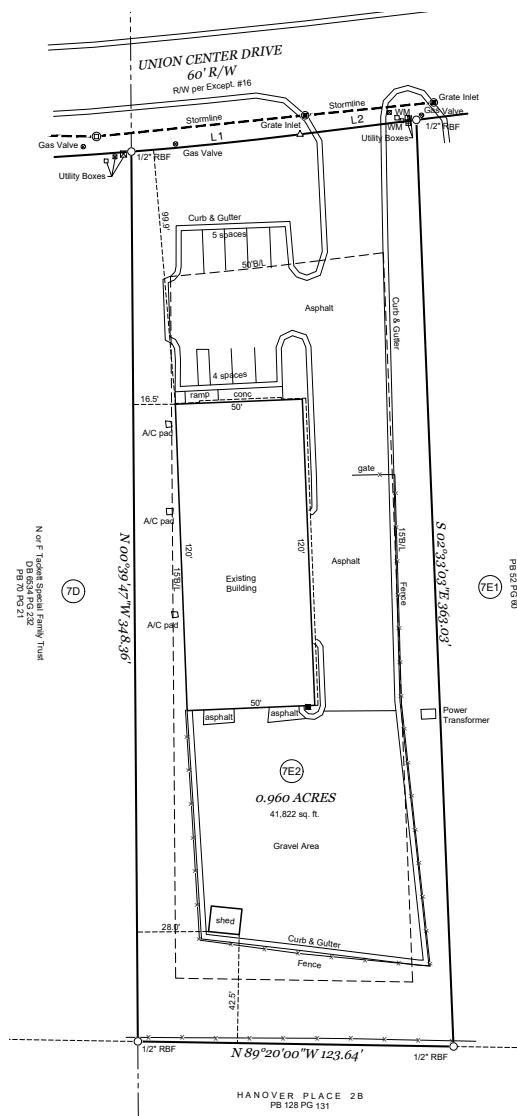 UNION CENTER DRIVE
60' R/W
R/W per Except. #16
Stormline
Stormline
Grate Inlet
Grate Inlet
L1
L2
WM
WM
Gas Valve
Gas Valve
Gas Valve
1/2" RBF
1/2" RBF
Utility Boxes
Utility Boxes
99.9'
Curb & Gutter
5 spaces
50'B/L
Asphalt
Curb & Gutter
4 spaces
ramp
conc
16.5'
50'
A/C pad
gate
A/C pad
N 00°39'47"W 348.36'
120'
15'B/L
Existing
Building
120'
Asphalt
15'B/L
Fence
S 02°33'03"E 363.03'
N or F Tackett Special Family Trust
DB 6634 PG 232
PB 70 PG 21
7D
7E1
PB 52 PG 60
A/C pad
50'
asphalt
asphalt
Power
Transformer
7E2
0.960 ACRES
41,822 sq. ft.
Gravel Area
shed
28.0'
Curb & Gutter
Fence
42.5'
1/2" RBF
N 89°20'00"W 123.64'
1/2" RBF
HANOVER PLACE 2B
PB 128 PG 131